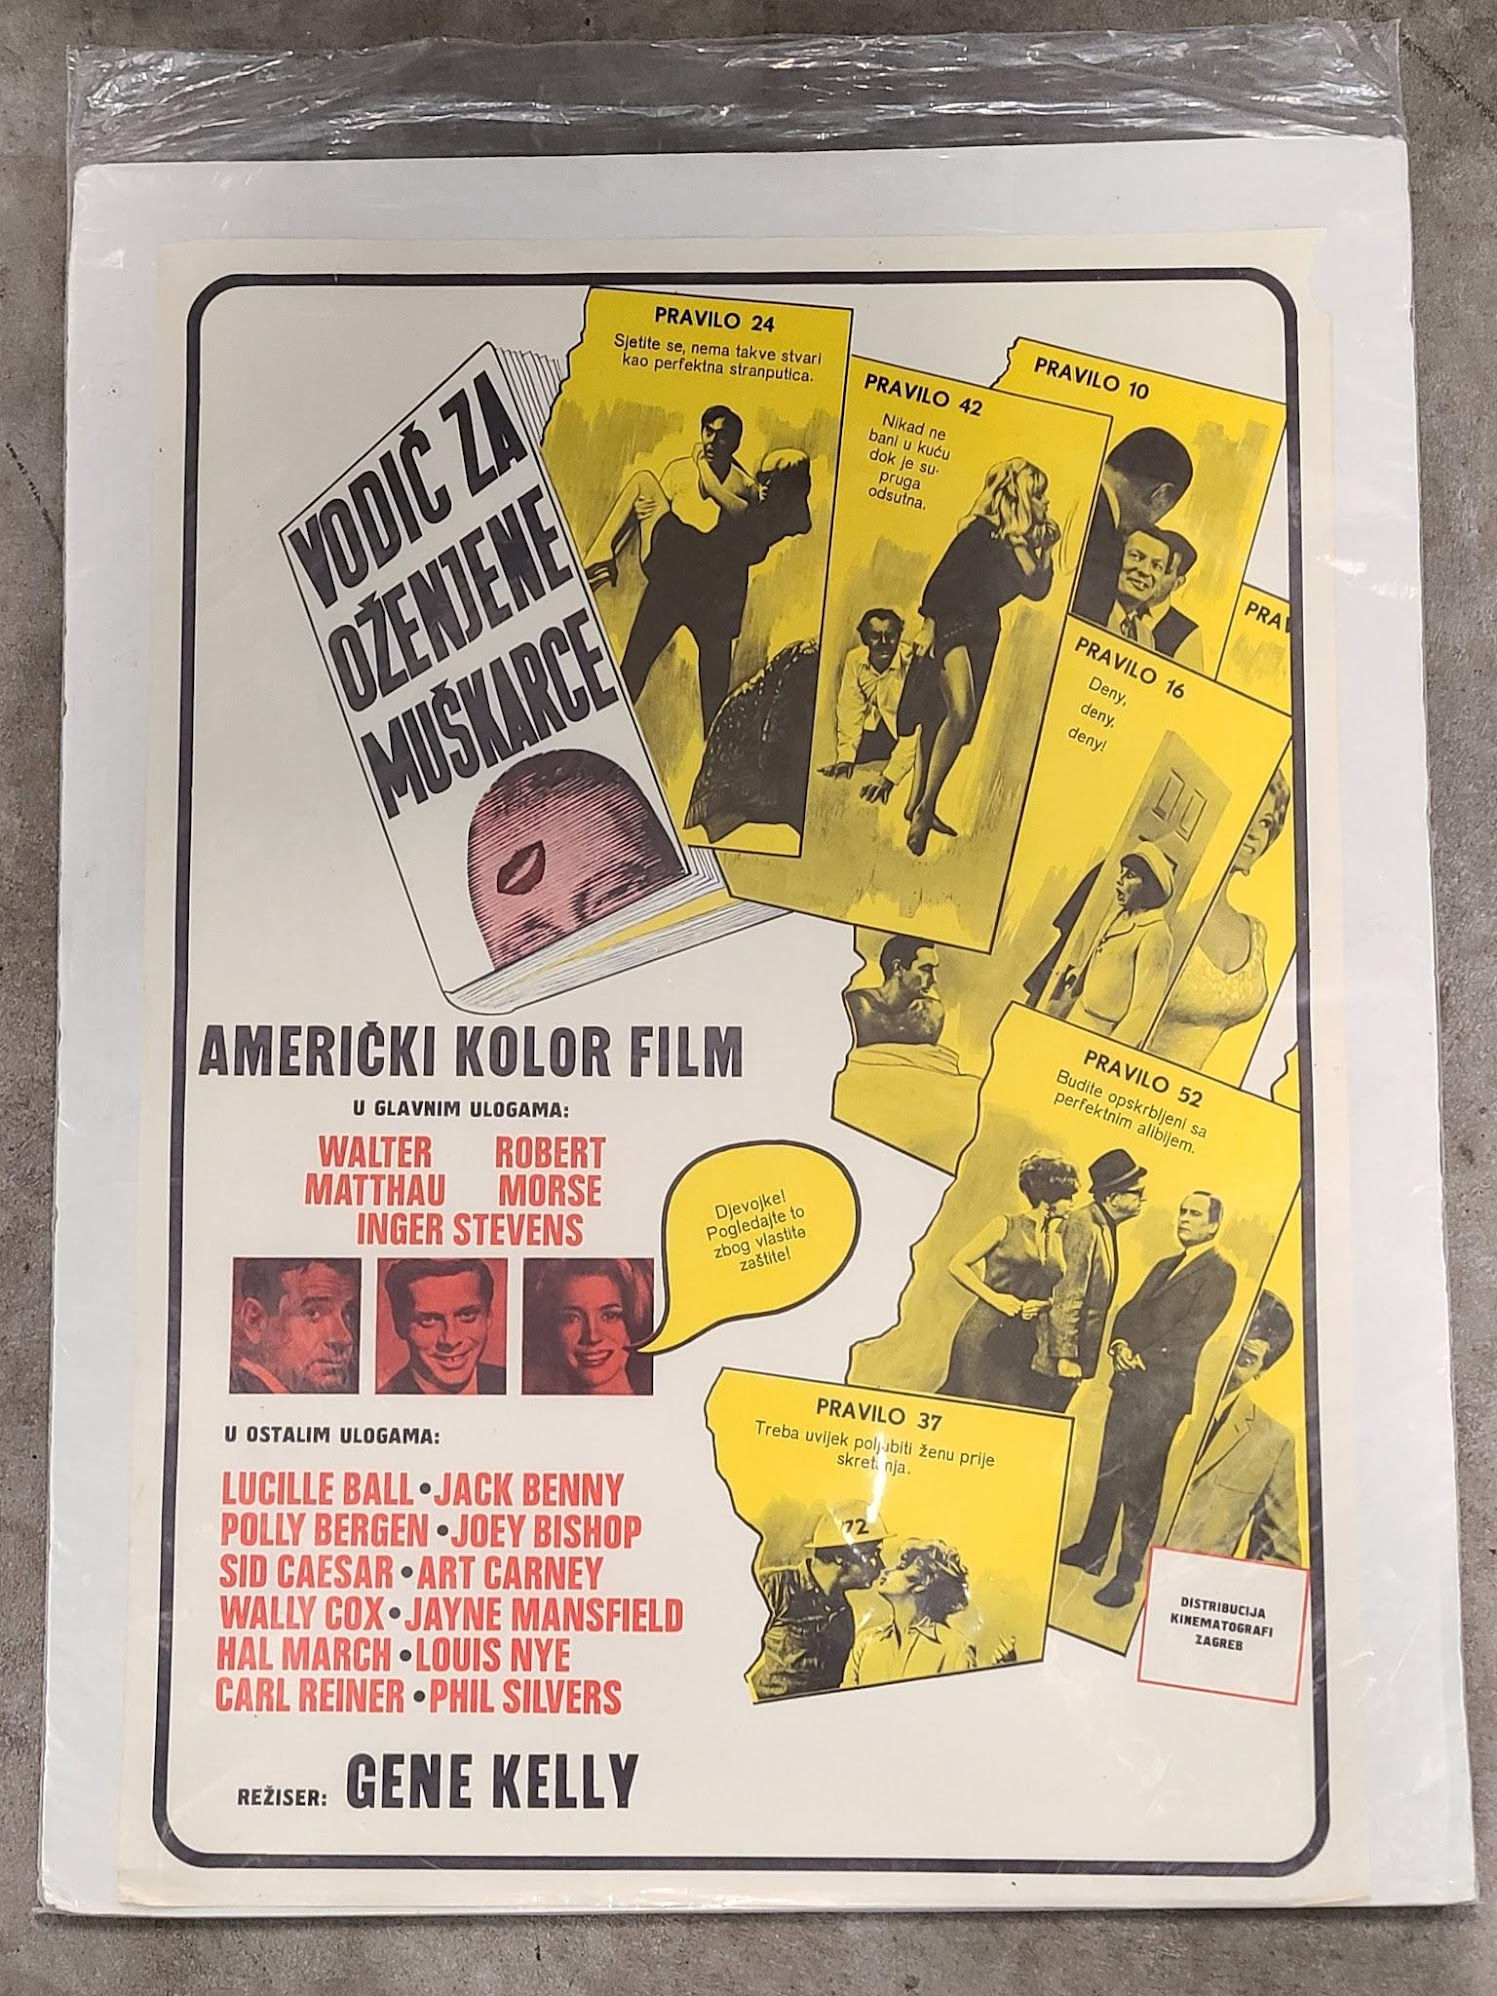 VODIČ ZA
OŽENJENE
MUŠKARCE
PRAVILO 24
Sjetite se, nema takve stvari
kao perfektna stranputica.
PRAVILO 42
Nikad ne
bani u kuću
dok je su-
pruga
odsutna.
PRAVILO 10
PRAV
PRAVILO 16
Deny,
deny,
deny!
PRAVILO 52
Budite opskrbljeni sa
perfektnim alibijem.
AMERIČKI KOLOR FILM
U GLAVNIM ULOGAMA:
WALTER ROBERT
MATTHAU MORSE
INGER STEVENS
Djevojke!
Pogledajte to
zbog vlastite
zaštite!
PRAVILO 37
Treba uvijek poljubiti ženu prije
skretanja.
72
U OSTALIM ULOGAMA:
LUCILLE BALL • JACK BENNY
POLLY BERGEN • JOEY BISHOP
SID CAESAR • ART CARNEY
WALLY COX • JAYNE MANSFIELD
HAL MARCH • LOUIS NYE
CARL REINER • PHIL SILVERS
REŽISER: GENE KELLY
DISTRIBUCIJA
KINEMATOGRAFI
ZAGREB